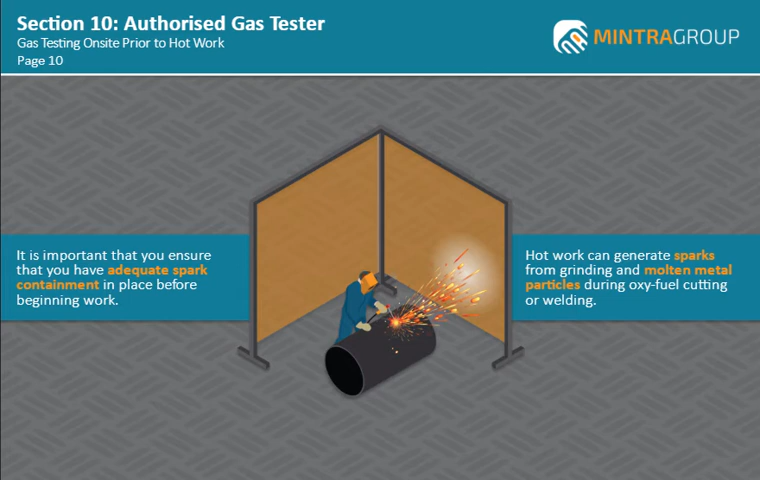 Section 10: Authorised Gas Tester
Gas Testing Onsite Prior to Hot Work
Page 10
MINTRAGROUP
It is important that you ensure
that you have adequate spark
containment in place before
beginning work.
Hot work can generate sparks
from grinding and molten metal
particles during oxy-fuel cutting
or welding.